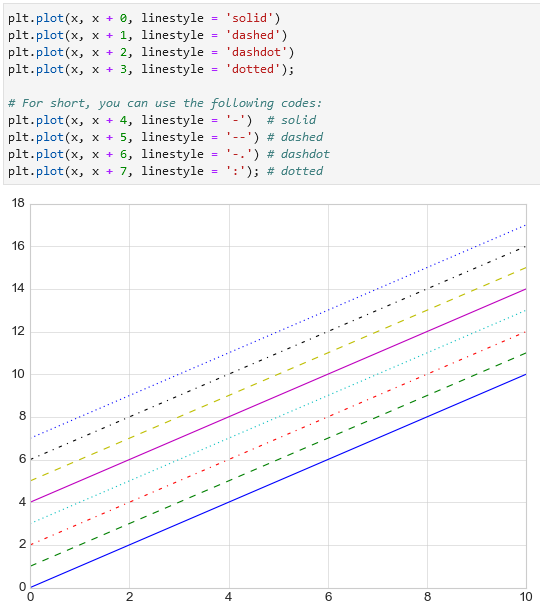 plt.plot(x, x + 0, linestyle = 'solid')
plt.plot(x, x + 1, linestyle = 'dashed')
plt.plot(x, x + 2, linestyle = 'dashdot')
plt.plot(x, x + 3, linestyle = 'dotted');
# For short, you can use the following codes:
plt.plot(x, x + 4, linestyle = '-')  # solid
plt.plot(x, x + 5, linestyle = '--') # dashed
plt.plot(x, x + 6, linestyle = '-.') # dashdot
plt.plot(x, x + 7, linestyle = ':'); # dotted
18
16
14
12
10
8
6
4
2
0
0 2 4 6 8 10